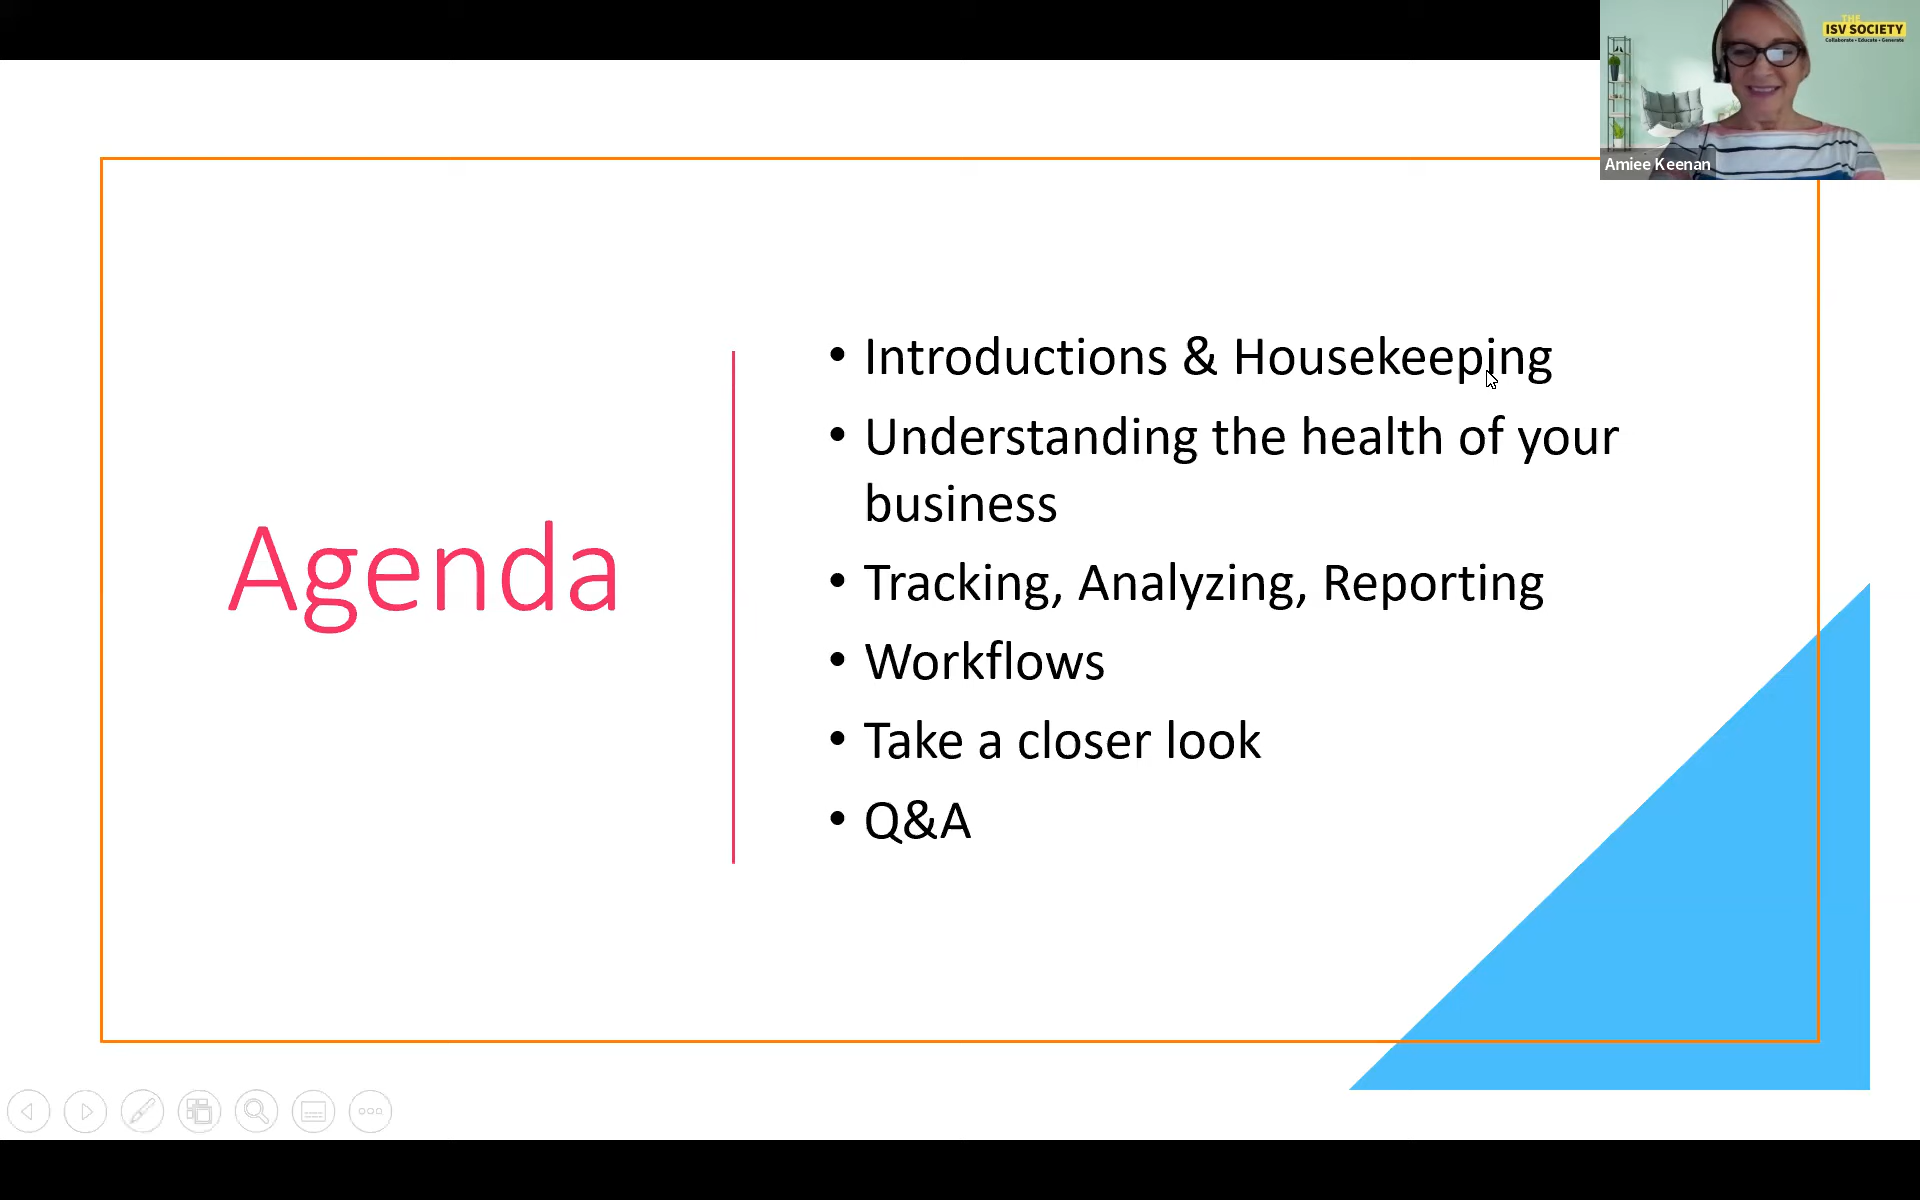 THE
ISV SOCIETY
Collaborate • Educate • Generate
Amiee Keenan
Agenda
• Introductions & Housekeeping
• Understanding the health of your
business
• Tracking, Analyzing, Reporting
• Workflows
• Take a closer look
• Q&A